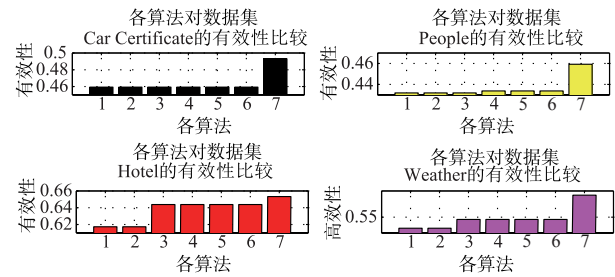 各算法对数据集
Car Certificate的有效性比较
有效性
0.5
0.48
0.46
1 2 3 4 5 6 7
各算法
各算法对数据集
People的有效性比较
有效性
0.46
0.44
1 2 3 4 5 6 7
各算法
各算法对数据集
Hotel的有效性比较
有效性
0.66
0.64
0.62
1 2 3 4 5 6 7
各算法
各算法对数据集
Weather的有效性比较
高效性
0.55
1 2 3 4 5 6 7
各算法